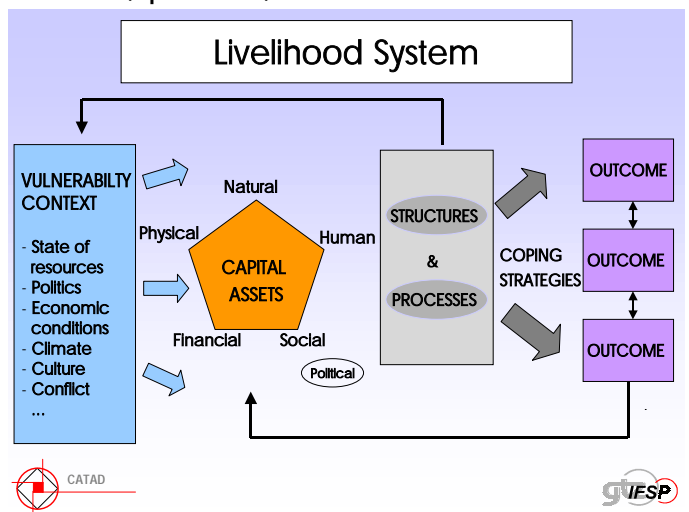 Livelihood System
VULNERABILTY
CONTEXT
- State of
resources
- Politics
- Economic
conditions
- Climate
- Culture
- Conflict
...
Natural
Physical
Human
CAPITAL
ASSETS
Financial
Social
Political
STRUCTURES
&
PROCESSES
COPING
STRATEGIES
OUTCOME
OUTCOME
OUTCOME
CATAD
gtz
IFSP